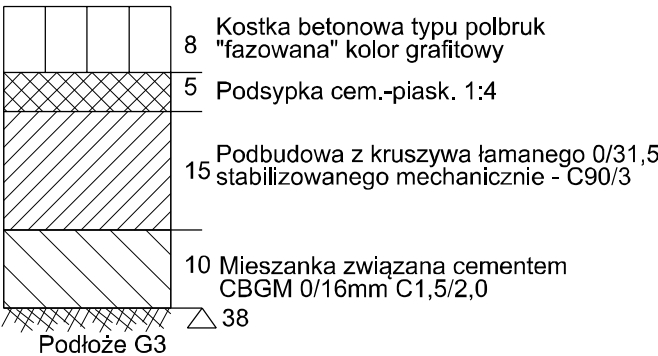 8 Kostka betonowa typu polbruk
"fazowana" kolor grafitowy
5 Podsypka cem.-piask. 1:4
15 Podbudowa z kruszywa łamanego 0/31,5
stabilizowanego mechanicznie - C90/3
10 Mieszanka związana cementem
CBGM 0/16mm C1,5/2,0
38
Podłoże G3